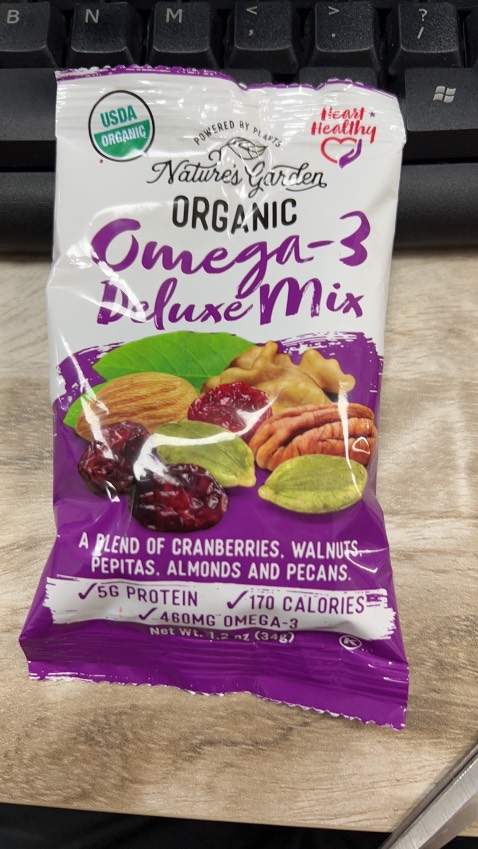 B N M < , > . ? /
USDA
ORGANIC
Heart
Healthy
POWERED BY PLANTS
Nature's Garden
ORGANIC
Omega-3
Deluxe Mix
A BLEND OF CRANBERRIES, WALNUTS,
PEPITAS, ALMONDS AND PECANS.
✓5G PROTEIN ✓170 CALORIES
✓460MG OMEGA-3
Net Wt. 1.2 oz (34g)
K